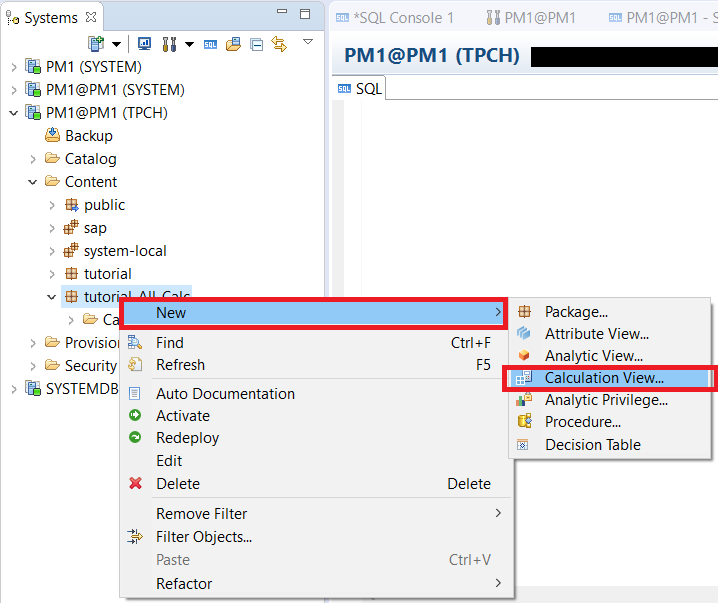 Systems
*SQL Console 1
PM1@PM1
PM1@PM1 - S
PM1 (SYSTEM)
PM1@PM1 (SYSTEM)
PM1@PM1 (TPCH)
Backup
Catalog
Content
public
sap
system-local
tutorial
tutorial_All_Calc
Ca
Provision
Security
SYSTEMDB
PM1@PM1 (TPCH)
SQL
SQL
New
Find Ctrl+F
Refresh F5
Auto Documentation
Activate
Redeploy
Edit
Delete Delete
Remove Filter
Filter Objects...
Paste Ctrl+V
Refactor
Package...
Attribute View...
Analytic View...
Calculation View...
Analytic Privilege...
Procedure...
Decision Table